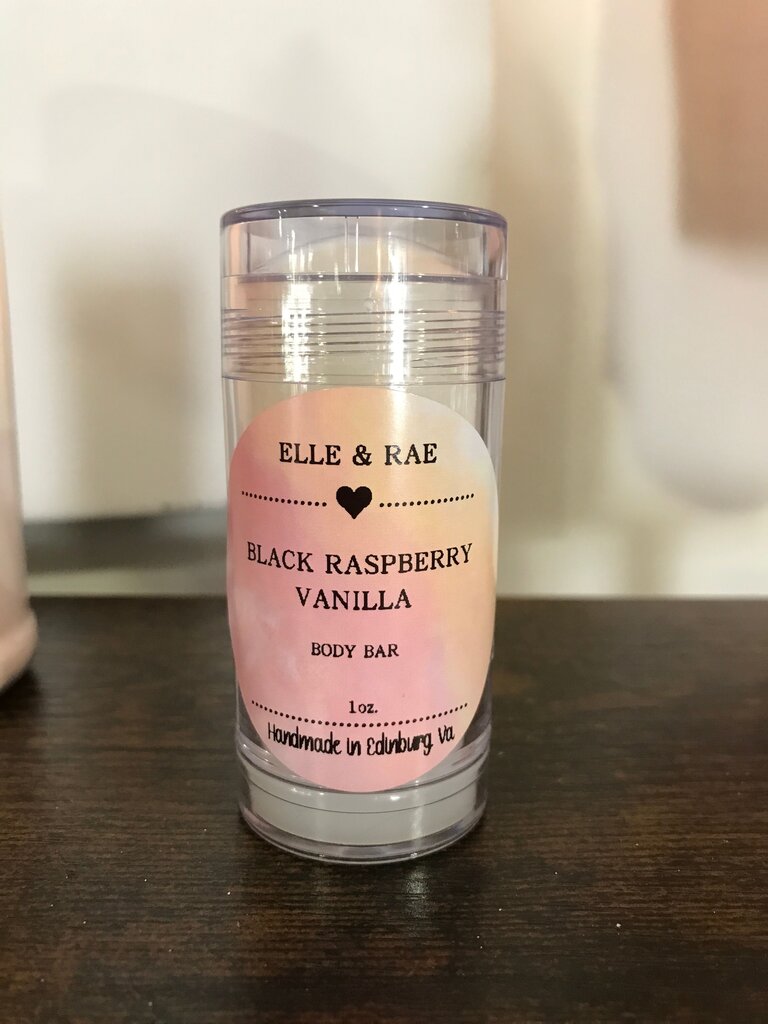 ELLE & RAE
BLACK RASPBERRY
VANILLA
BODY BAR
1oz.
Handmade in Edinburg, Va